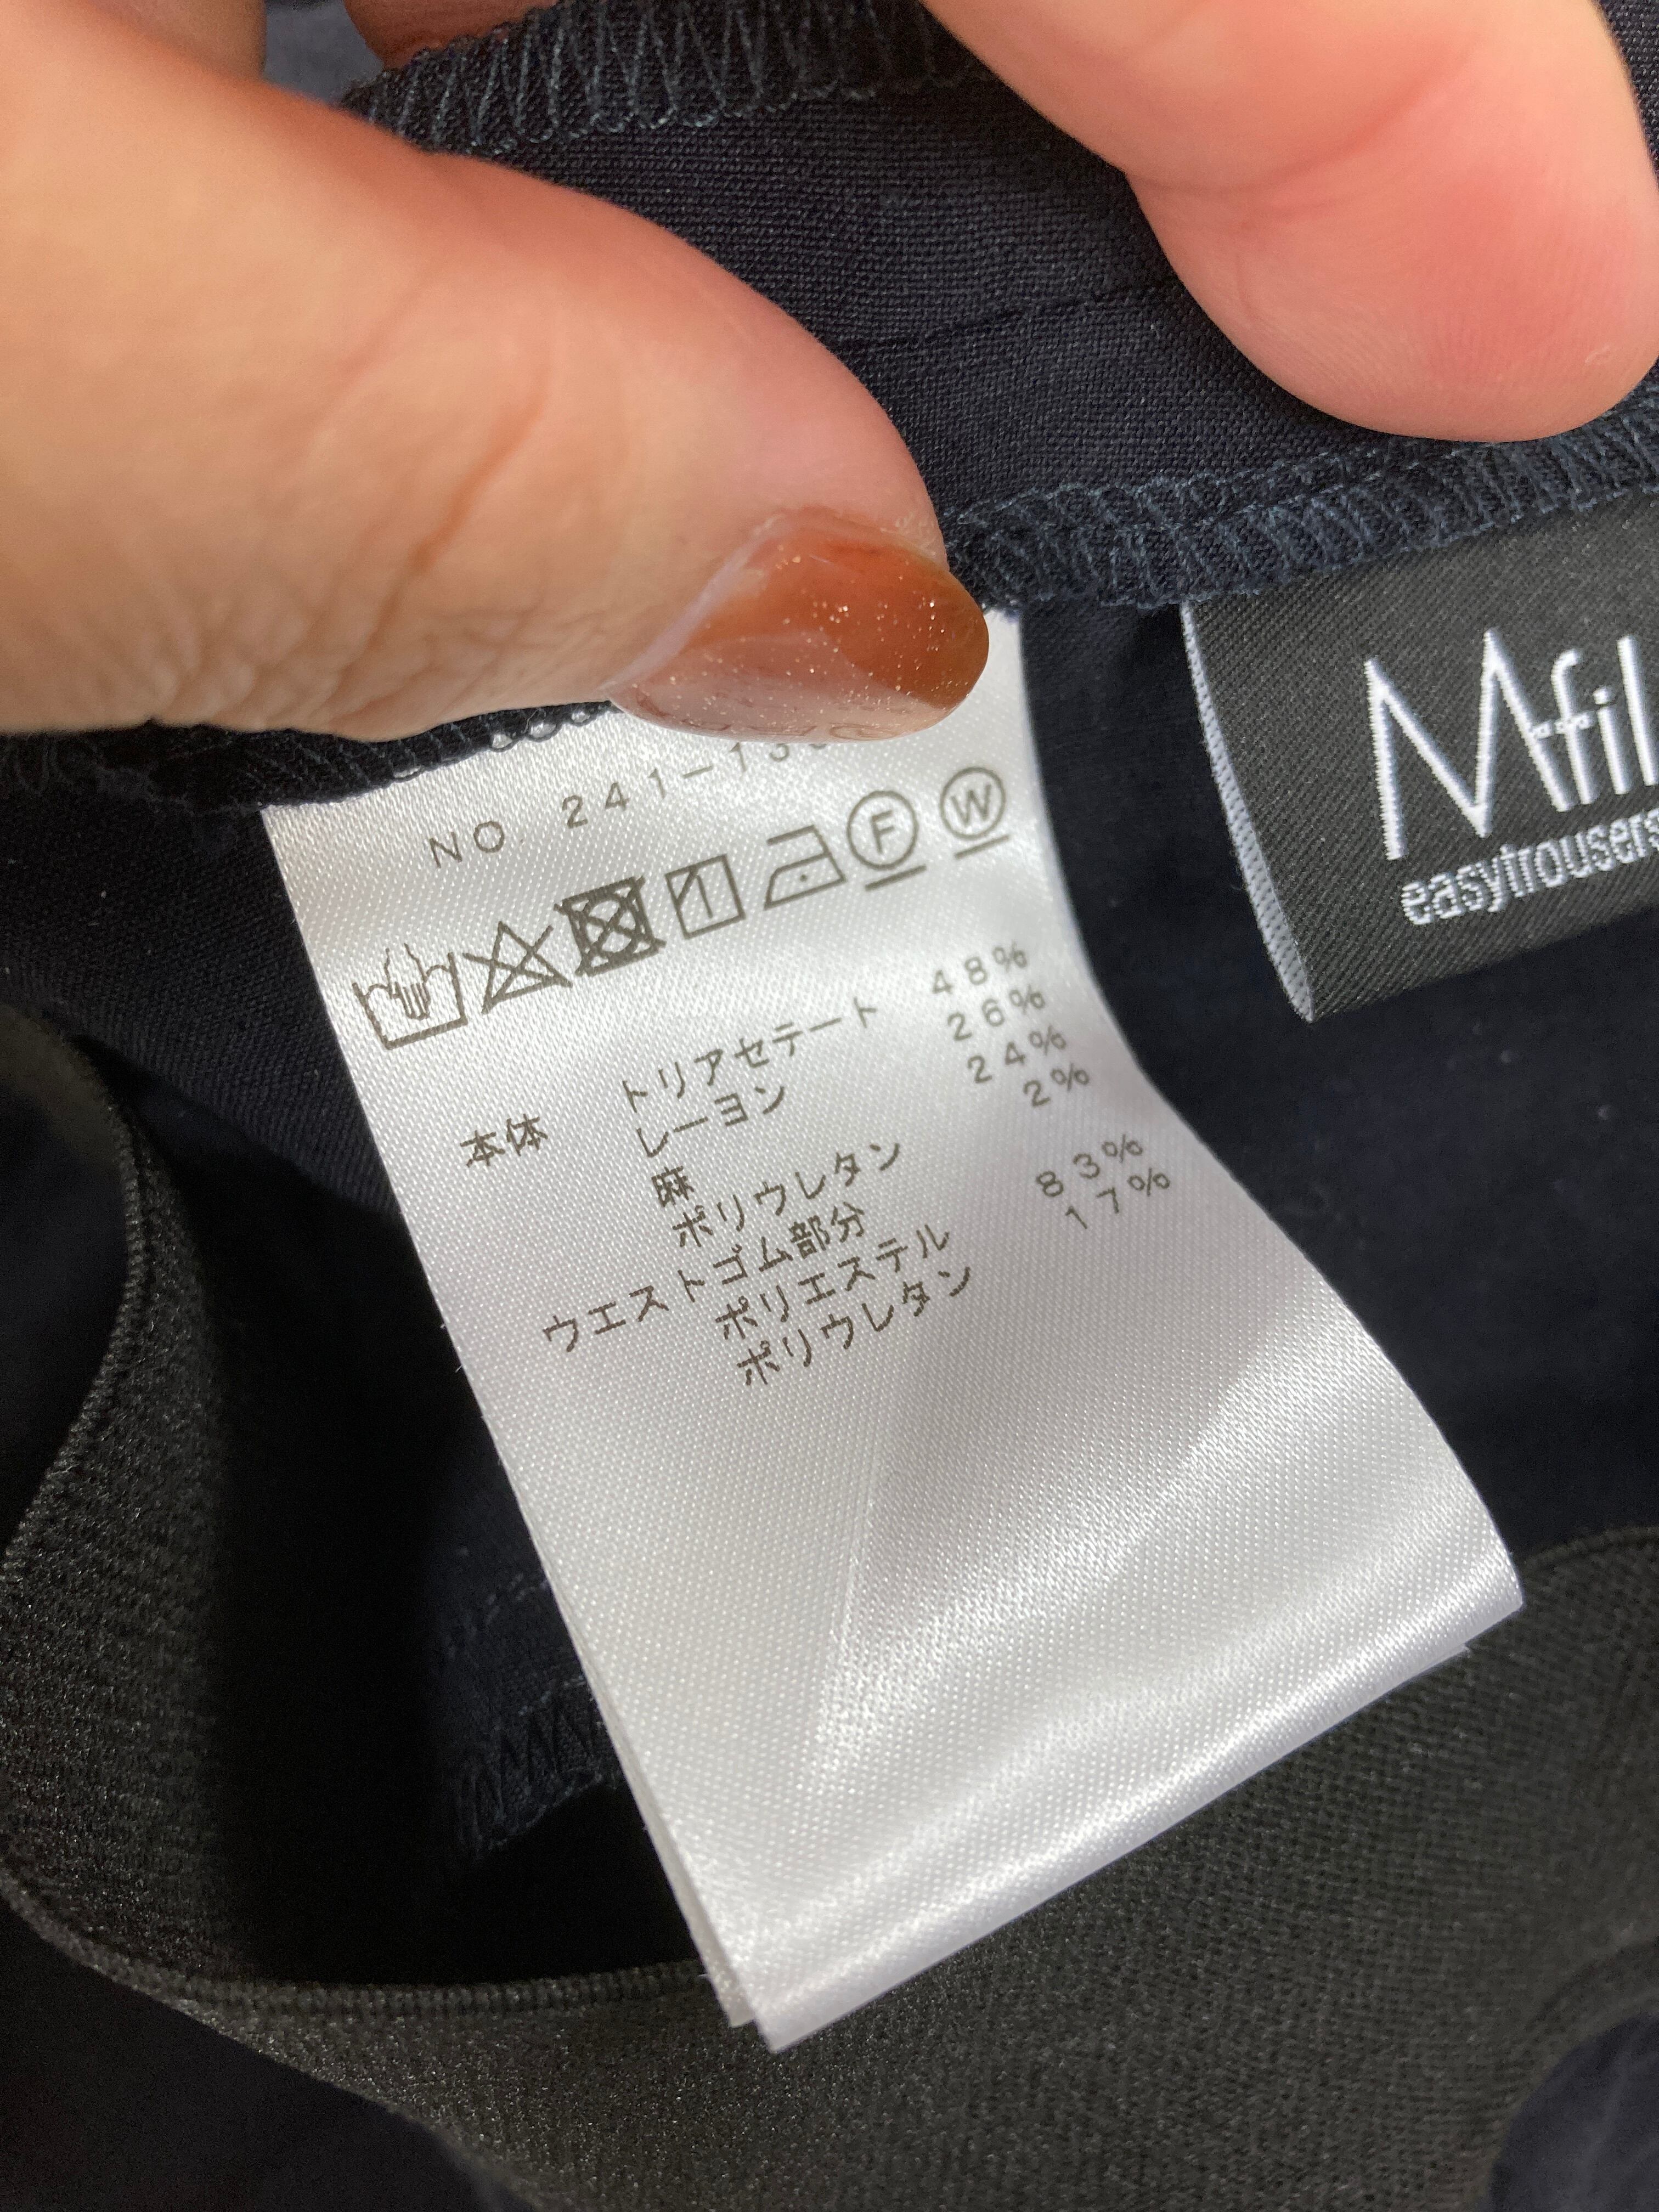 NO. 241-13
F W
本体 トリアセテート 48%
レーヨン 26%
麻 24%
ポリウレタン 2%
ウエストゴム部分
ポリエステル 83%
ポリウレタン 17%
Mfil
easytrousers